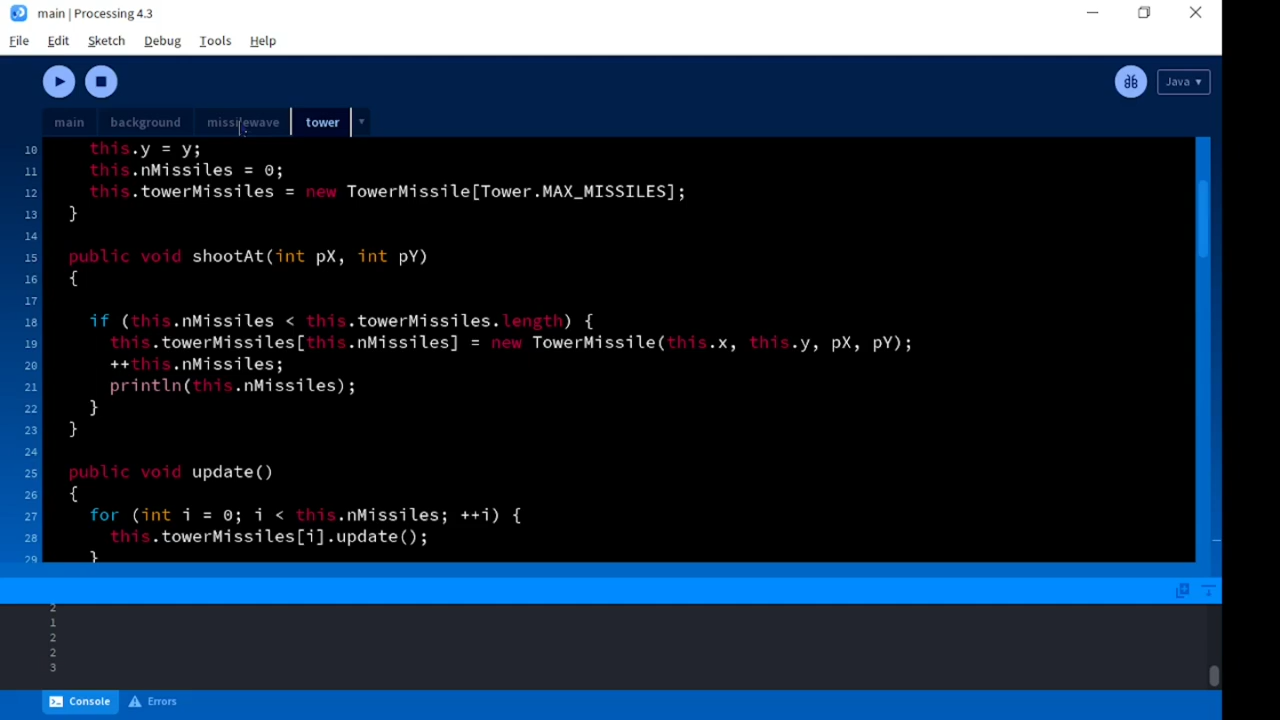 main | Processing 4.3
File Edit Sketch Debug Tools Help
Java ▾
main background missilewave tower ▾
10 this.y = y;
11 this.nMissiles = 0;
12 this.towerMissiles = new TowerMissile[Tower.MAX_MISSILES];
13 }
14
15 public void shootAt(int pX, int pY)
16 {
17
18 if (this.nMissiles < this.towerMissiles.length) {
19 this.towerMissiles[this.nMissiles] = new TowerMissile(this.x, this.y, pX, pY);
20 ++this.nMissiles;
21 println(this.nMissiles);
22 }
23 }
24
25 public void update()
26 {
27 for (int i = 0; i < this.nMissiles; ++i) {
28 this.towerMissiles[i].update();
29 }
2
1
2
2
3
Console Errors